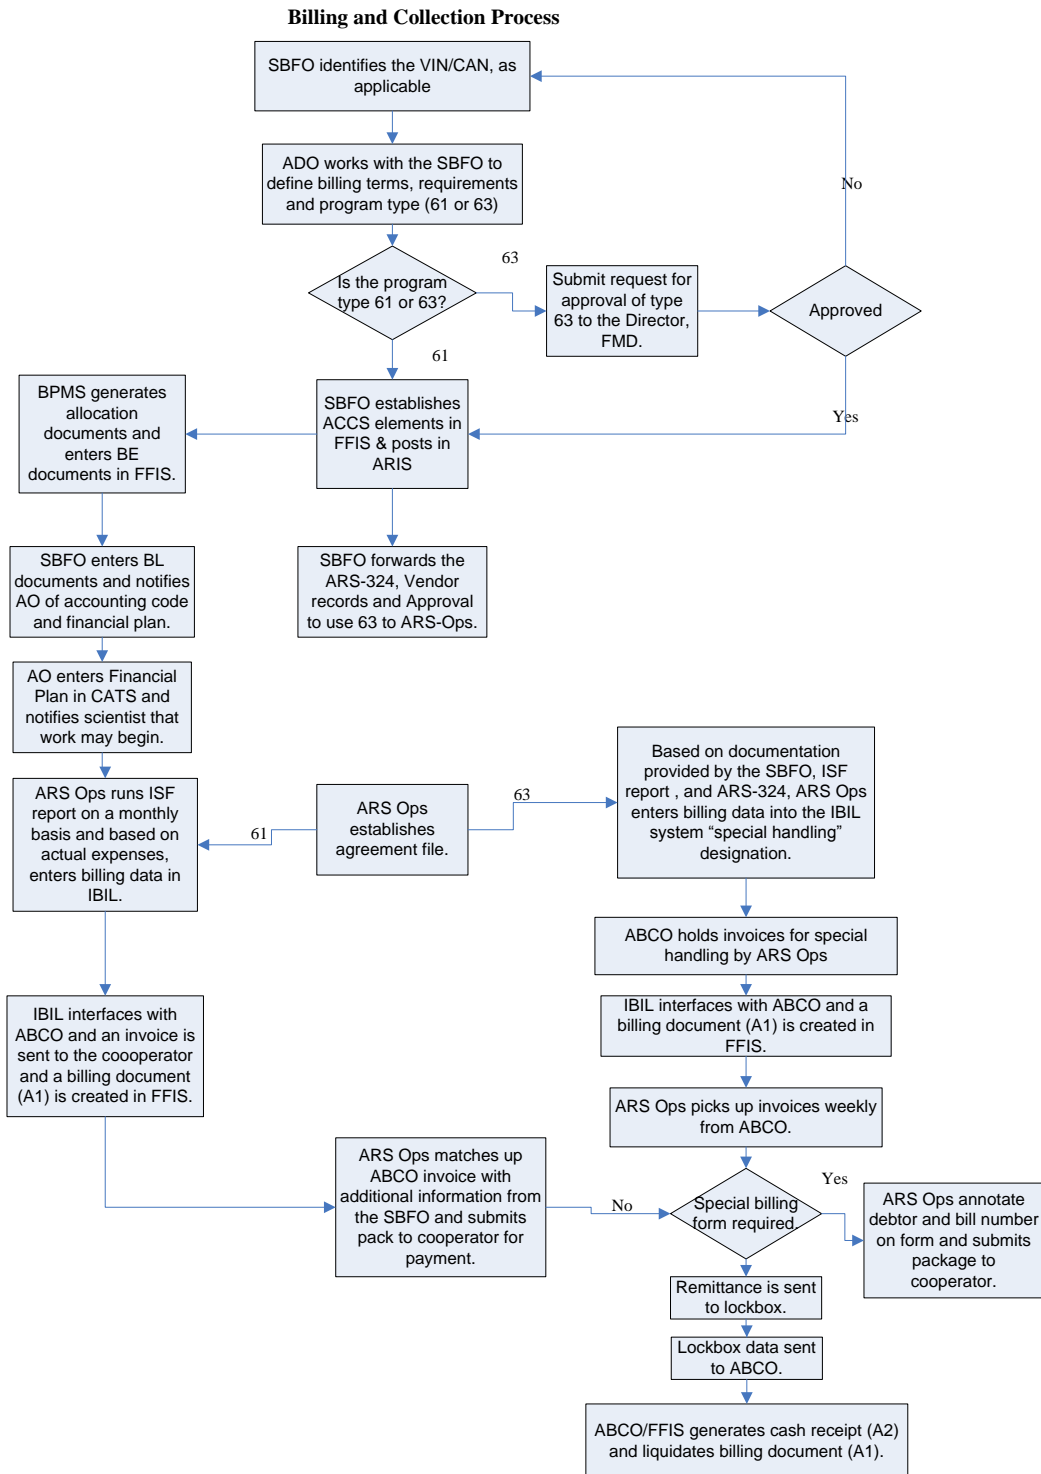 Billing and Collection Process
SBFO identifies the VIN/CAN, as
applicable
ADO works with the SBFO to
define billing terms, requirements
and program type (61 or 63)
No
63
Is the program
type 61 or 63?
Submit request for
approval of type
63 to the Director,
FMD.
Approved
61
Yes
BPMS generates
allocation
documents and
enters BE
documents in FFIS.
SBFO establishes
ACCS elements in
FFIS & posts in
ARIS
SBFO enters BL
documents and notifies
AO of accounting code
and financial plan.
SBFO forwards the
ARS-324, Vendor
records and Approval
to use 63 to ARS-Ops.
AO enters Financial
Plan in CATS and
notifies scientist that
work may begin.
ARS Ops runs ISF
report on a monthly
basis and based on
actual expenses,
enters billing data in
IBIL.
61
ARS Ops
establishes
agreement file.
63
Based on documentation
provided by the SBFO, ISF
report , and ARS-324, ARS Ops
enters billing data into the IBIL
system “special handling”
designation.
ABCO holds invoices for special
handling by ARS Ops
IBIL interfaces with
ABCO and an invoice is
sent to the coooperator
and a billing document
(A1) is created in FFIS.
IBIL interfaces with ABCO and a
billing document (A1) is created in
FFIS.
ARS Ops picks up invoices weekly
from ABCO.
ARS Ops matches up
ABCO invoice with
additional information from
the SBFO and submits
pack to cooperator for
payment.
No
Special billing
form required.
Yes
ARS Ops annotate
debtor and bill number
on form and submits
package to
cooperator.
Remittance is sent
to lockbox.
Lockbox data sent
to ABCO.
ABCO/FFIS generates cash receipt (A2)
and liquidates billing document (A1).